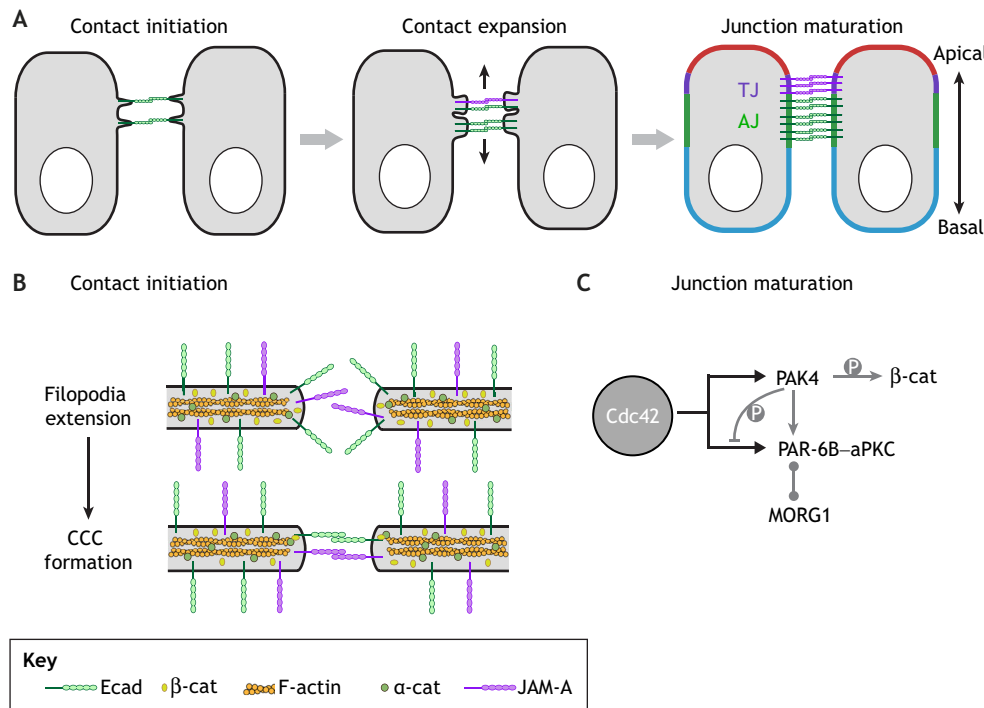 A
Contact initiation
Contact expansion
Junction maturation
TJ
AJ
Apical
Basal
B
Contact initiation
Filopodia
extension
CCC
formation
C
Junction maturation
Cdc42
PAK4
P
β-cat
P
PAR-6B–aPKC
MORG1
Key
Ecad
β-cat
F-actin
α-cat
JAM-A